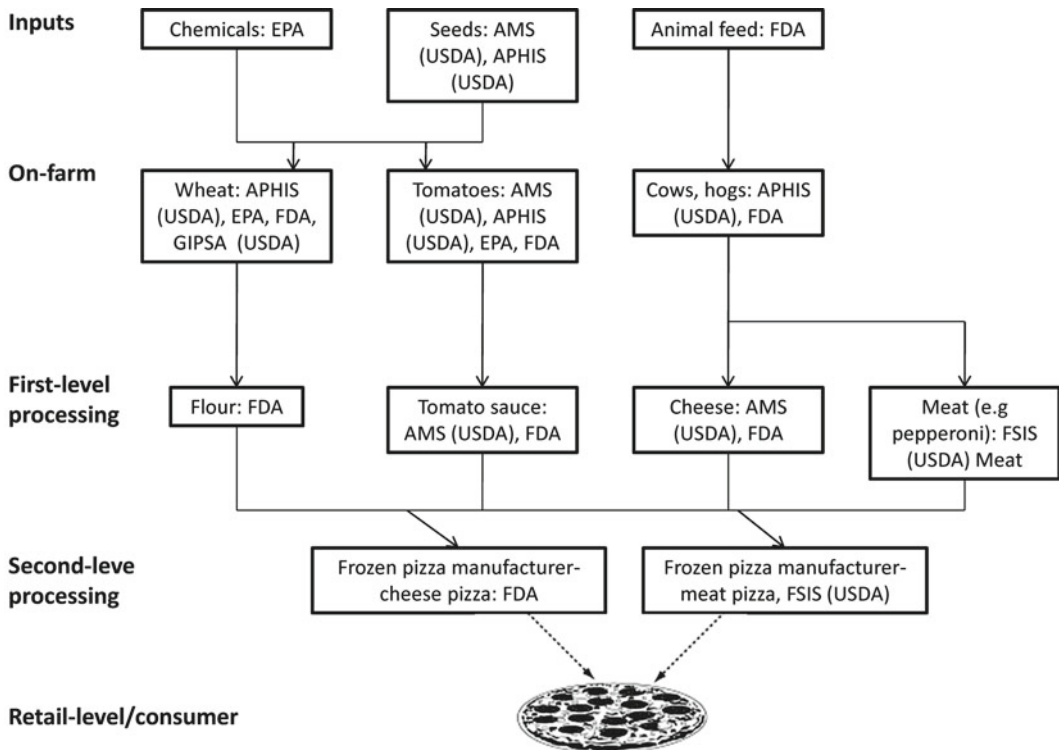 Inputs
Chemicals: EPA
Seeds: AMS
(USDA), APHIS
(USDA)
Animal feed: FDA
On-farm
Wheat: APHIS
(USDA), EPA, FDA,
GIPSA (USDA)
Tomatoes: AMS
(USDA), APHIS
(USDA), EPA, FDA
Cows, hogs: APHIS
(USDA), FDA
First-level
processing
Flour: FDA
Tomato sauce:
AMS (USDA), FDA
Cheese: AMS
(USDA), FDA
Meat (e.g
pepperoni): FSIS
(USDA) Meat
Second-leve
processing
Frozen pizza manufacturer-
cheese pizza: FDA
Frozen pizza manufacturer-
meat pizza, FSIS (USDA)
Retail-level/consumer